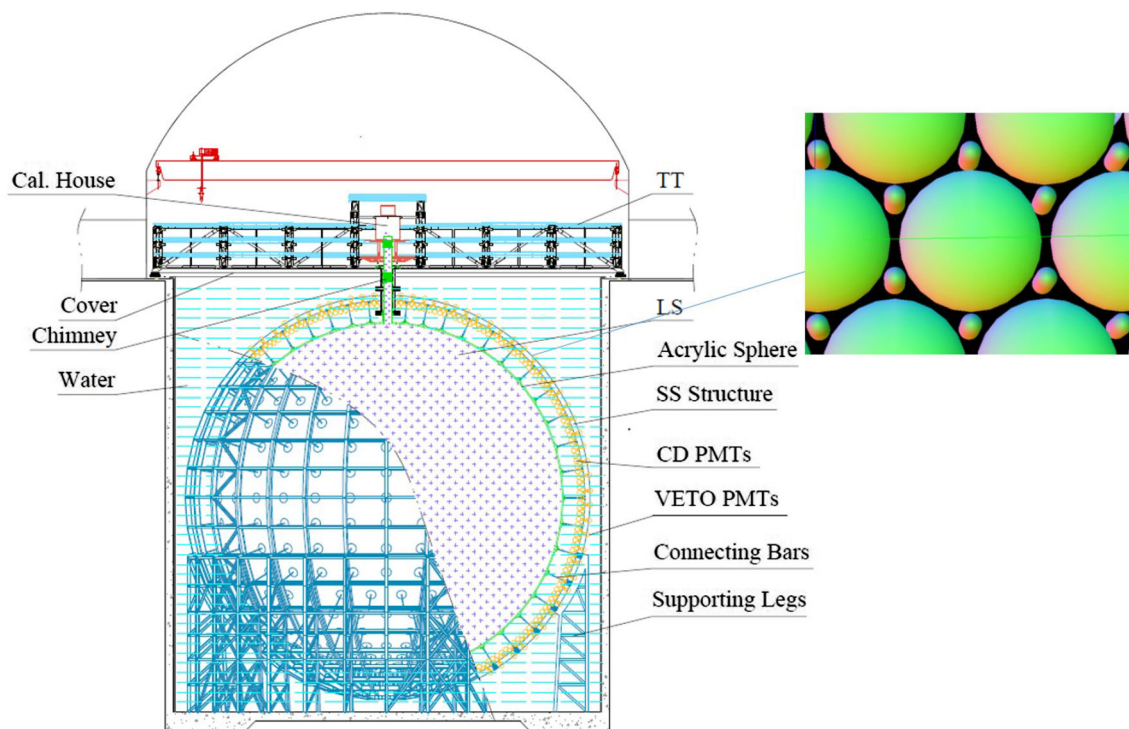 Cal. House
TT
Cover
Chimney
LS
Acrylic Sphere
Water
SS Structure
CD PMTs
VETO PMTs
Connecting Bars
Supporting Legs